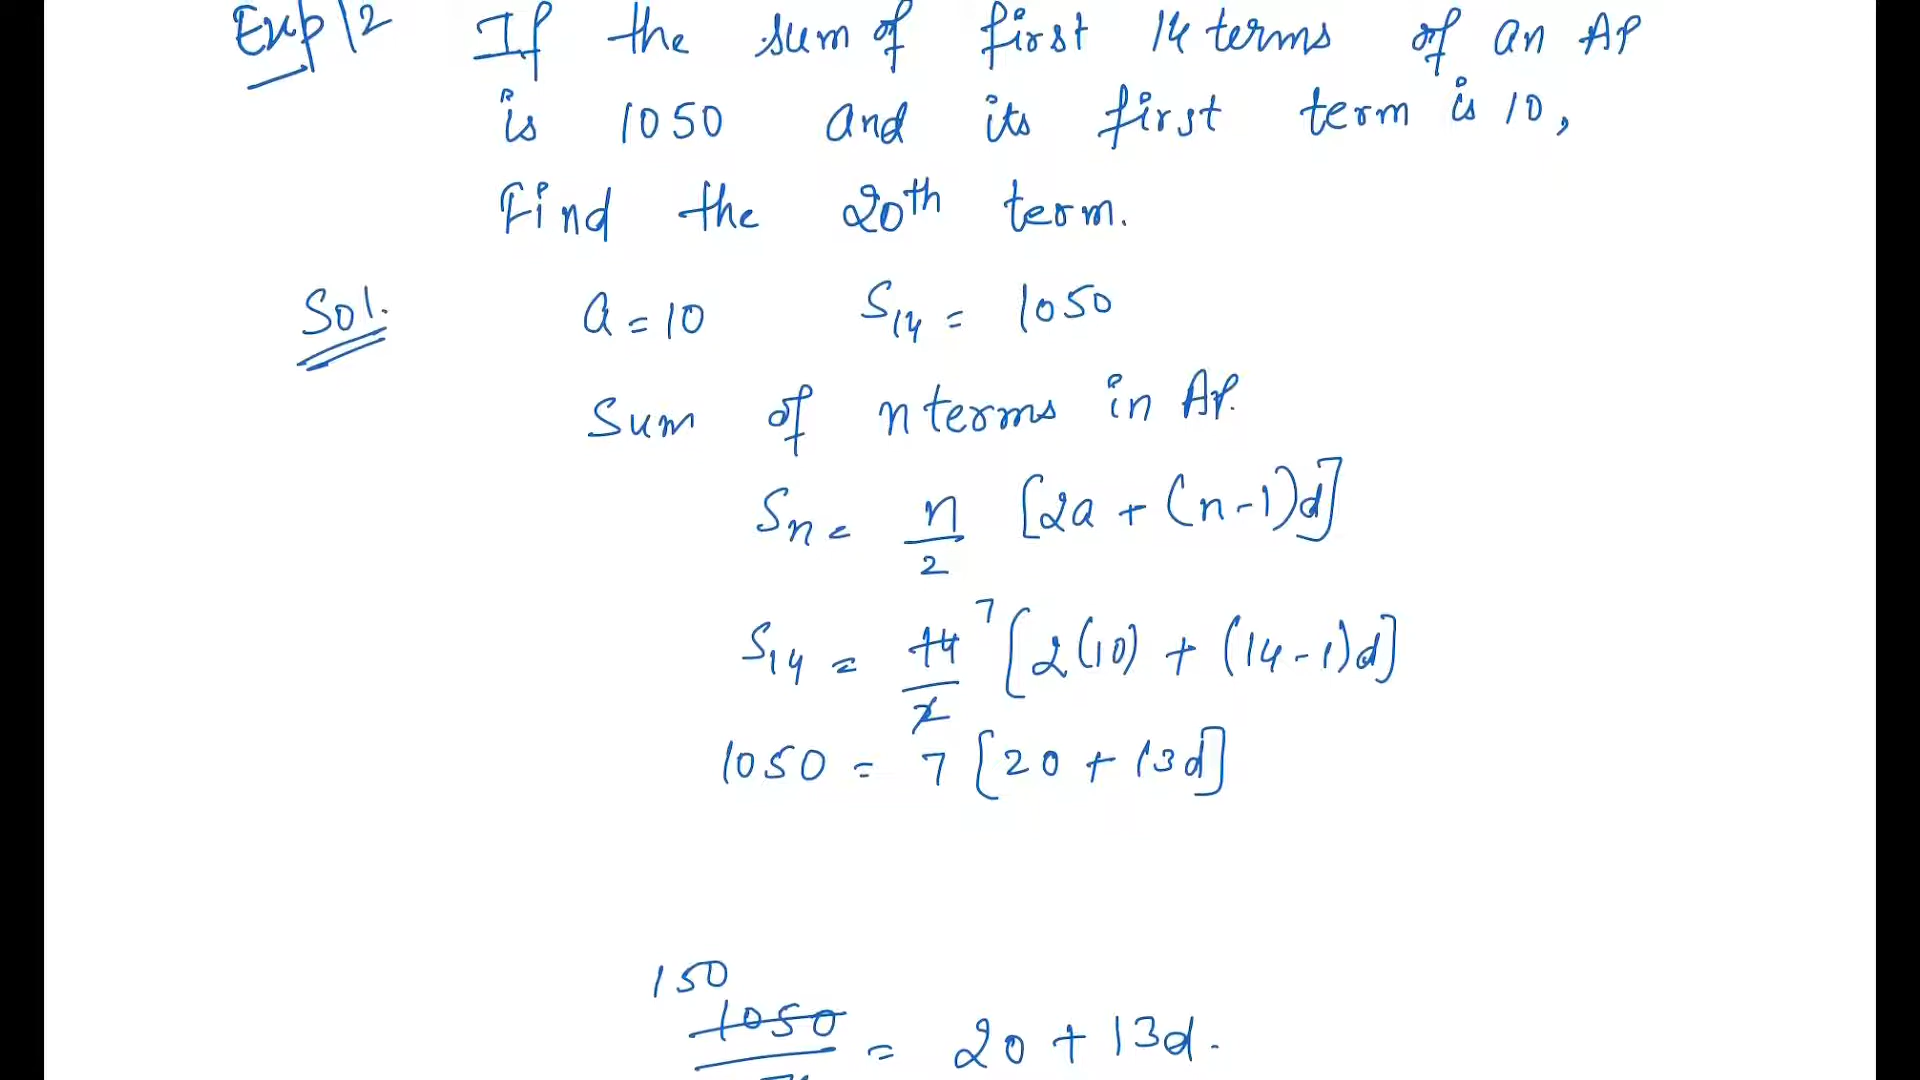 Exp 12 If the sum of first 14 terms of an AP
is 1050 and its first term is 10,
Find the 20th term.
Sol. a = 10 S14 = 1050
Sum of n terms in AP.
Sn = n/2 [2a + (n-1)d]
S14 = 14/2 7 [2(10) + (14-1)d]
1050 = 7 [20 + 13d]
150
1050/7 = 20 + 13d.